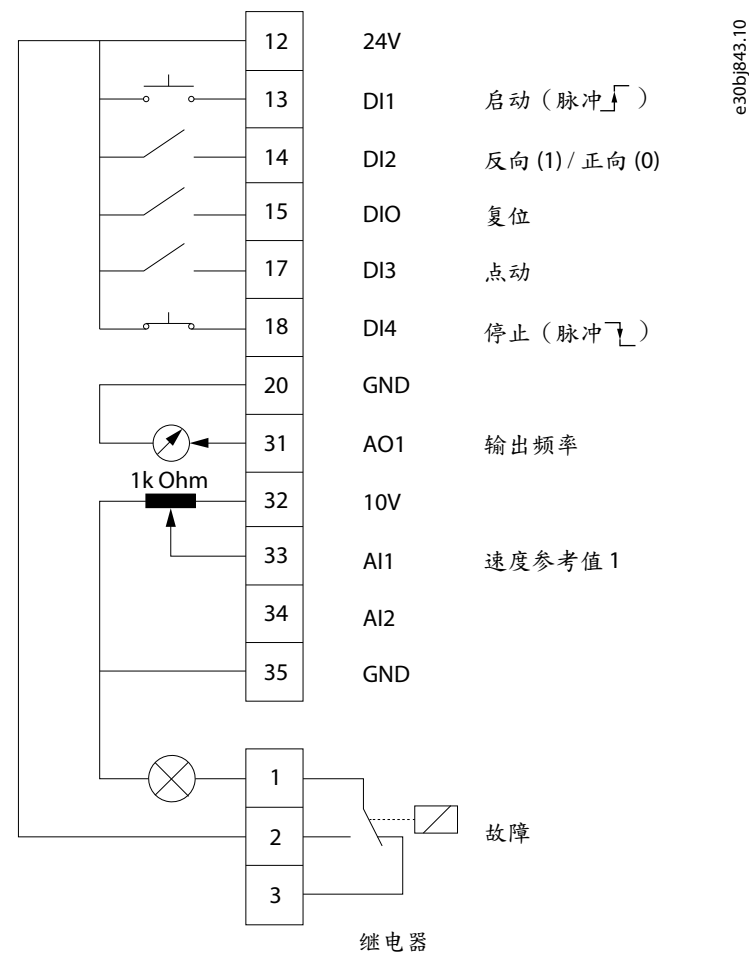 12 24V
13 DI1 启动（脉冲）
14 DI2 反向 (1) / 正向 (0)
15 DIO 复位
17 DI3 点动
18 DI4 停止（脉冲）
20 GND
31 AO1 输出频率
1k Ohm
32 10V
33 AI1 速度参考值 1
34 AI2
35 GND
1
2 故障
3
继电器
e30bj843.10